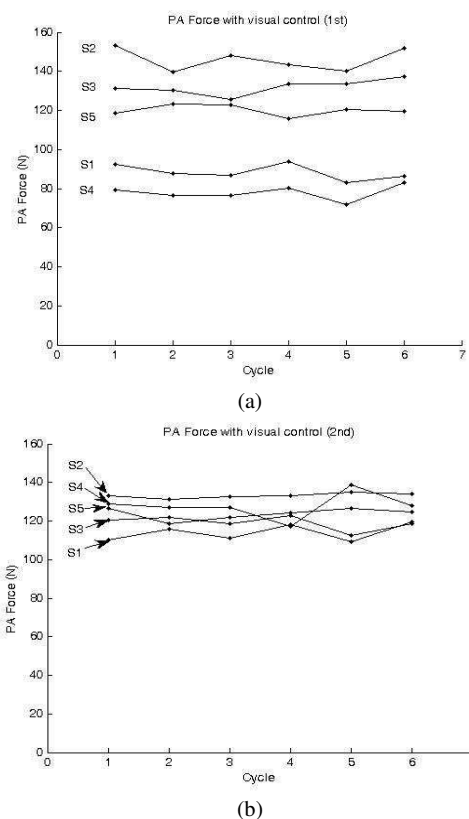 PA Force with visual control (1st)
160
140
120
100
80
60
40
20
0
S2
S3
S5
S1
S4
PA Force (N)
0 1 2 3 4 5 6 7
Cycle
(a)
PA Force with visual control (2nd)
160
140
120
100
80
60
40
20
0
S2
S4
S5
S3
S1
PA Force (N)
0 1 2 3 4 5 6
Cycle
(b)